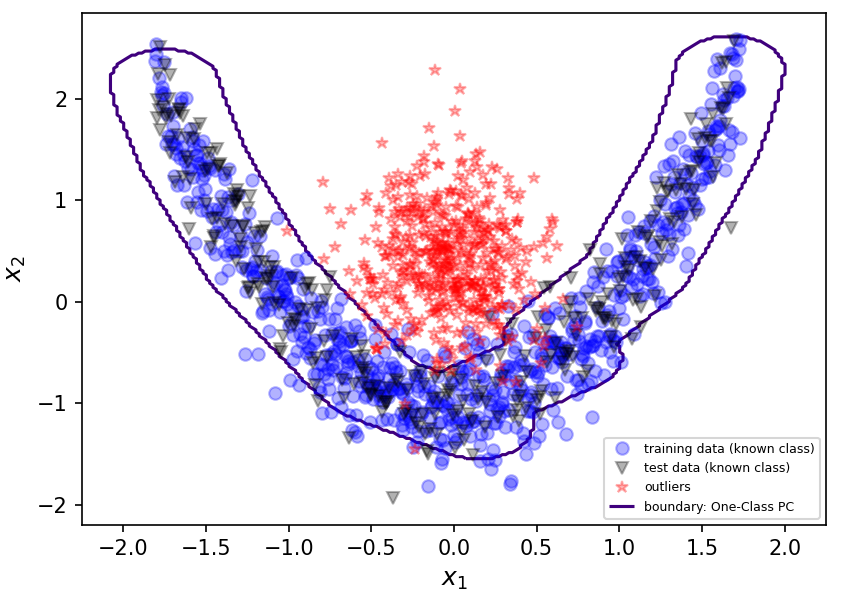 x₂
2
1
0
−1
−2
−2.0 −1.5 −1.0 −0.5 0.0 0.5 1.0 1.5 2.0
x₁
training data (known class)
test data (known class)
outliers
boundary: One-Class PC